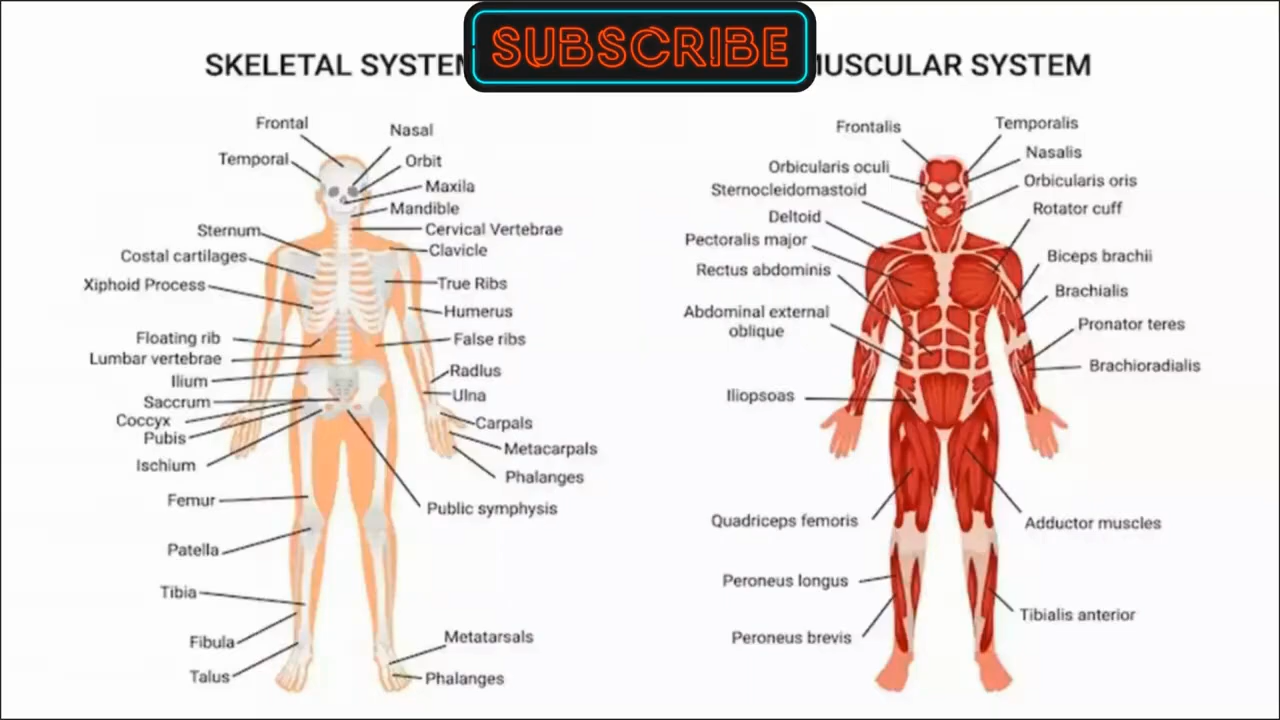 SUBSCRIBE
SKELETAL SYSTEM
Frontal
Nasal
Temporal
Orbit
Maxila
Mandible
Sternum
Cervical Vertebrae
Costal cartilages
Clavicle
Xiphoid Process
True Ribs
Humerus
Floating rib
False ribs
Lumbar vertebrae
Radlus
Ilium
Ulna
Saccrum
Coccyx
Carpals
Pubis
Metacarpals
Ischium
Phalanges
Femur
Public symphysis
Patella
Tibia
Fibula
Metatarsals
Talus
Phalanges
MUSCULAR SYSTEM
Frontalis
Temporalis
Nasalis
Orbicularis oculi
Orbicularis oris
Sternocleidomastoid
Rotator cuff
Deltoid
Pectoralis major
Biceps brachii
Rectus abdominis
Brachialis
Abdominal external
oblique
Pronator teres
Brachioradialis
Iliopsoas
Quadriceps femoris
Adductor muscles
Peroneus longus
Tibialis anterior
Peroneus brevis